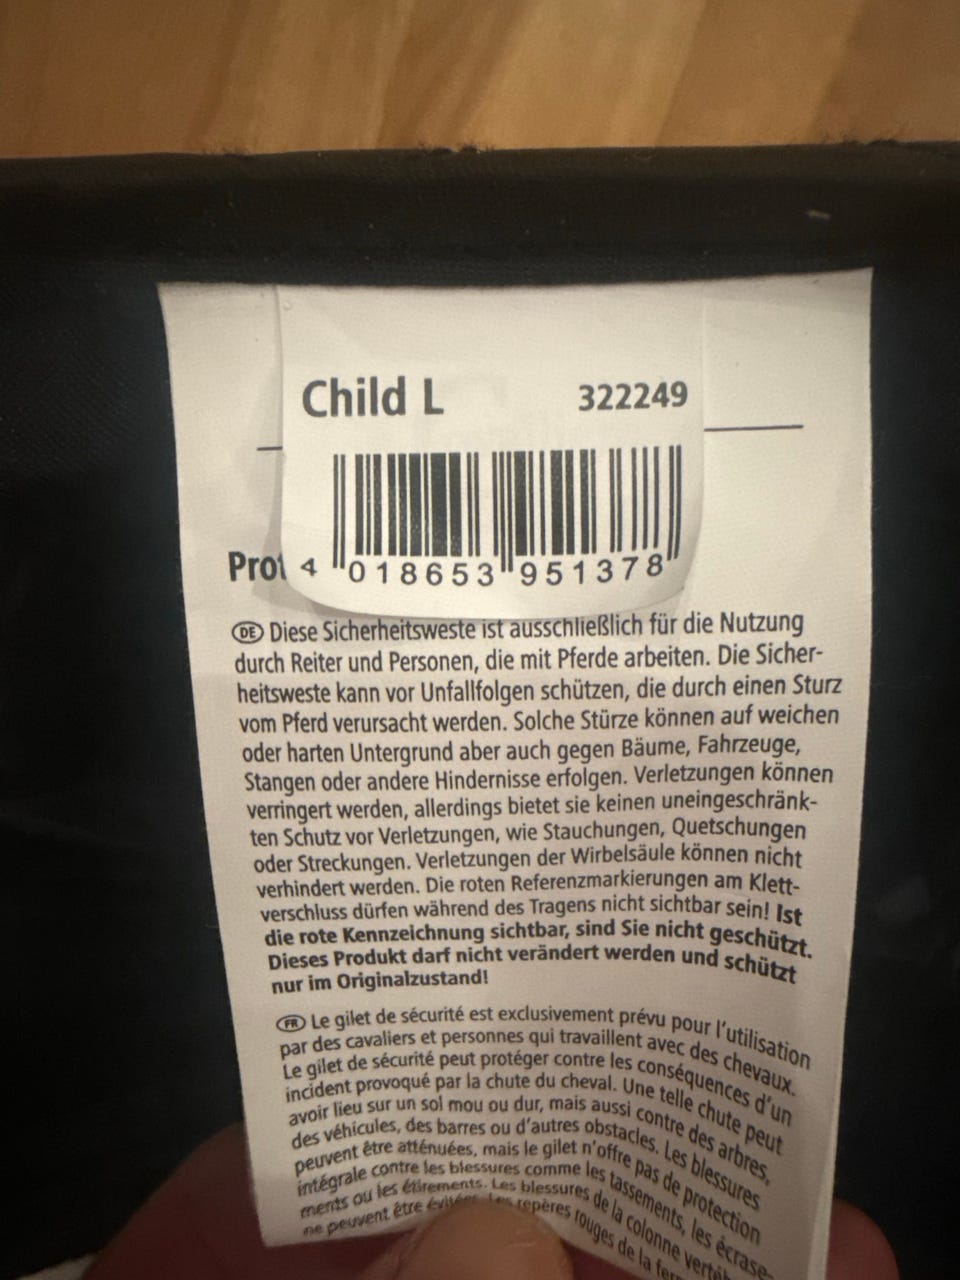 Child L 322249
Prot
4 018653 951378
DE Diese Sicherheitsweste ist ausschließlich für die Nutzung
durch Reiter und Personen, die mit Pferde arbeiten. Die Sicher-
heitsweste kann vor Unfallfolgen schützen, die durch einen Sturz
vom Pferd verursacht werden. Solche Stürze können auf weichen
oder harten Untergrund aber auch gegen Bäume, Fahrzeuge,
Stangen oder andere Hindernisse erfolgen. Verletzungen können
verringert werden, allerdings bietet sie keinen uneingeschränk-
ten Schutz vor Verletzungen, wie Stauchungen, Quetschungen
oder Streckungen. Verletzungen der Wirbelsäule können nicht
verhindert werden. Die roten Referenzmarkierungen am Klett-
verschluss dürfen während des Tragens nicht sichtbar sein! Ist
die rote Kennzeichnung sichtbar, sind Sie nicht geschützt.
Dieses Produkt darf nicht verändert werden und schützt
nur im Originalzustand!
FR Le gilet de sécurité est exclusivement prévu pour l'utilisation
par des cavaliers et personnes qui travaillent avec des chevaux.
Le gilet de sécurité peut protéger contre les conséquences d'un
incident provoqué par la chute du cheval. Une telle chute peut
avoir lieu sur un sol mou ou dur, mais aussi contre des arbres,
des véhicules, des barres ou d'autres obstacles. Les blessures
peuvent être atténuées, mais le gilet n'offre pas de protection
intégrale contre les blessures comme les tassements, les écrase-
ments ou les étirements. Les blessures de la colonne
ne peuvent être repères rouges de la